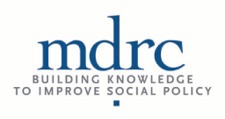 mdrc
BUILDING KNOWLEDGE
TO IMPROVE SOCIAL POLICY